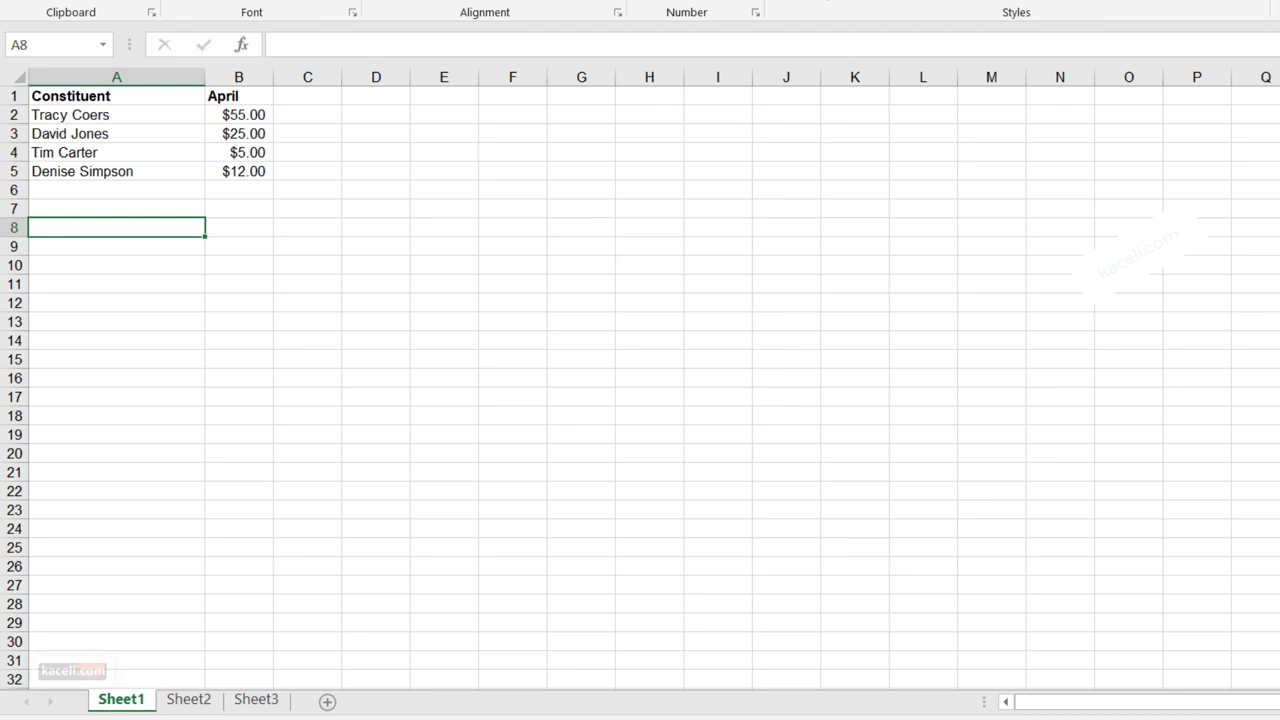 Clipboard Font Alignment Number Styles
A8 fx
A B C D E F G H I J K L M N O P Q
1 Constituent April
2 Tracy Coers $55.00
3 David Jones $25.00
4 Tim Carter $5.00
5 Denise Simpson $12.00
6
7
8
9
kaceli.com
10
11
12
13
14
15
16
17
18
19
20
21
22
23
24
25
26
27
28
29
30
31
kaceli.com
32
Sheet1 Sheet2 Sheet3